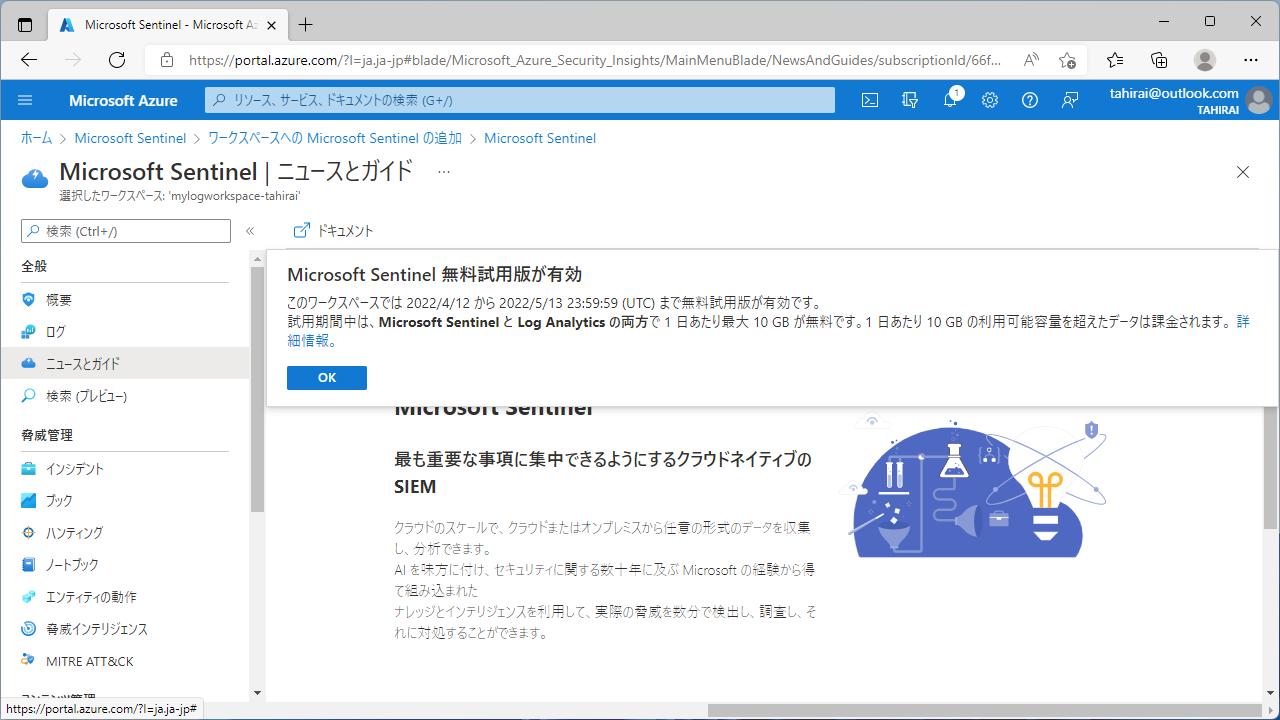 Microsoft Sentinel - Microsoft Az
https://portal.azure.com/?l=ja.ja-jp#blade/Microsoft_Azure_Security_Insights/MainMenuBlade/NewsAndGuides/subscriptionId/66f...
Microsoft Azure
リソース、サービス、ドキュメントの検索 (G+/)
1
tahirai@outlook.com
TAHIRAI
ホーム > Microsoft Sentinel > ワークスペースへの Microsoft Sentinel の追加 > Microsoft Sentinel
Microsoft Sentinel | ニュースとガイド ...
選択したワークスペース: 'mylogworkspace-tahirai'
検索 (Ctrl+/)
ドキュメント
全般
概要
ログ
ニュースとガイド
検索 (プレビュー)
脅威管理
インシデント
ブック
ハンティング
ノートブック
エンティティの動作
脅威インテリジェンス
MITRE ATT&CK
コンテンツ管理
Microsoft Sentinel 無料試用版が有効
このワークスペースでは 2022/4/12 から 2022/5/13 23:59:59 (UTC) まで無料試用版が有効です。
試用期間中は、Microsoft Sentinel と Log Analytics の両方で 1 日あたり最大 10 GB が無料です。1 日あたり 10 GB の利用可能容量を超えたデータは課金されます。 詳
細情報。
OK
Microsoft Sentinel
最も重要な事項に集中できるようにするクラウドネイティブの
SIEM
クラウドのスケールで、クラウドまたはオンプレミスから任意の形式のデータを収集
し、分析できます。
AI を味方に付け、セキュリティに関する数十年に及ぶ Microsoft の経験から得
て組み込まれた
ナレッジとインテリジェンスを利用して、実際の脅威を数分で検出し、調査し、そ
れに対処することができます。
https://portal.azure.com/?l=ja.ja-jp#